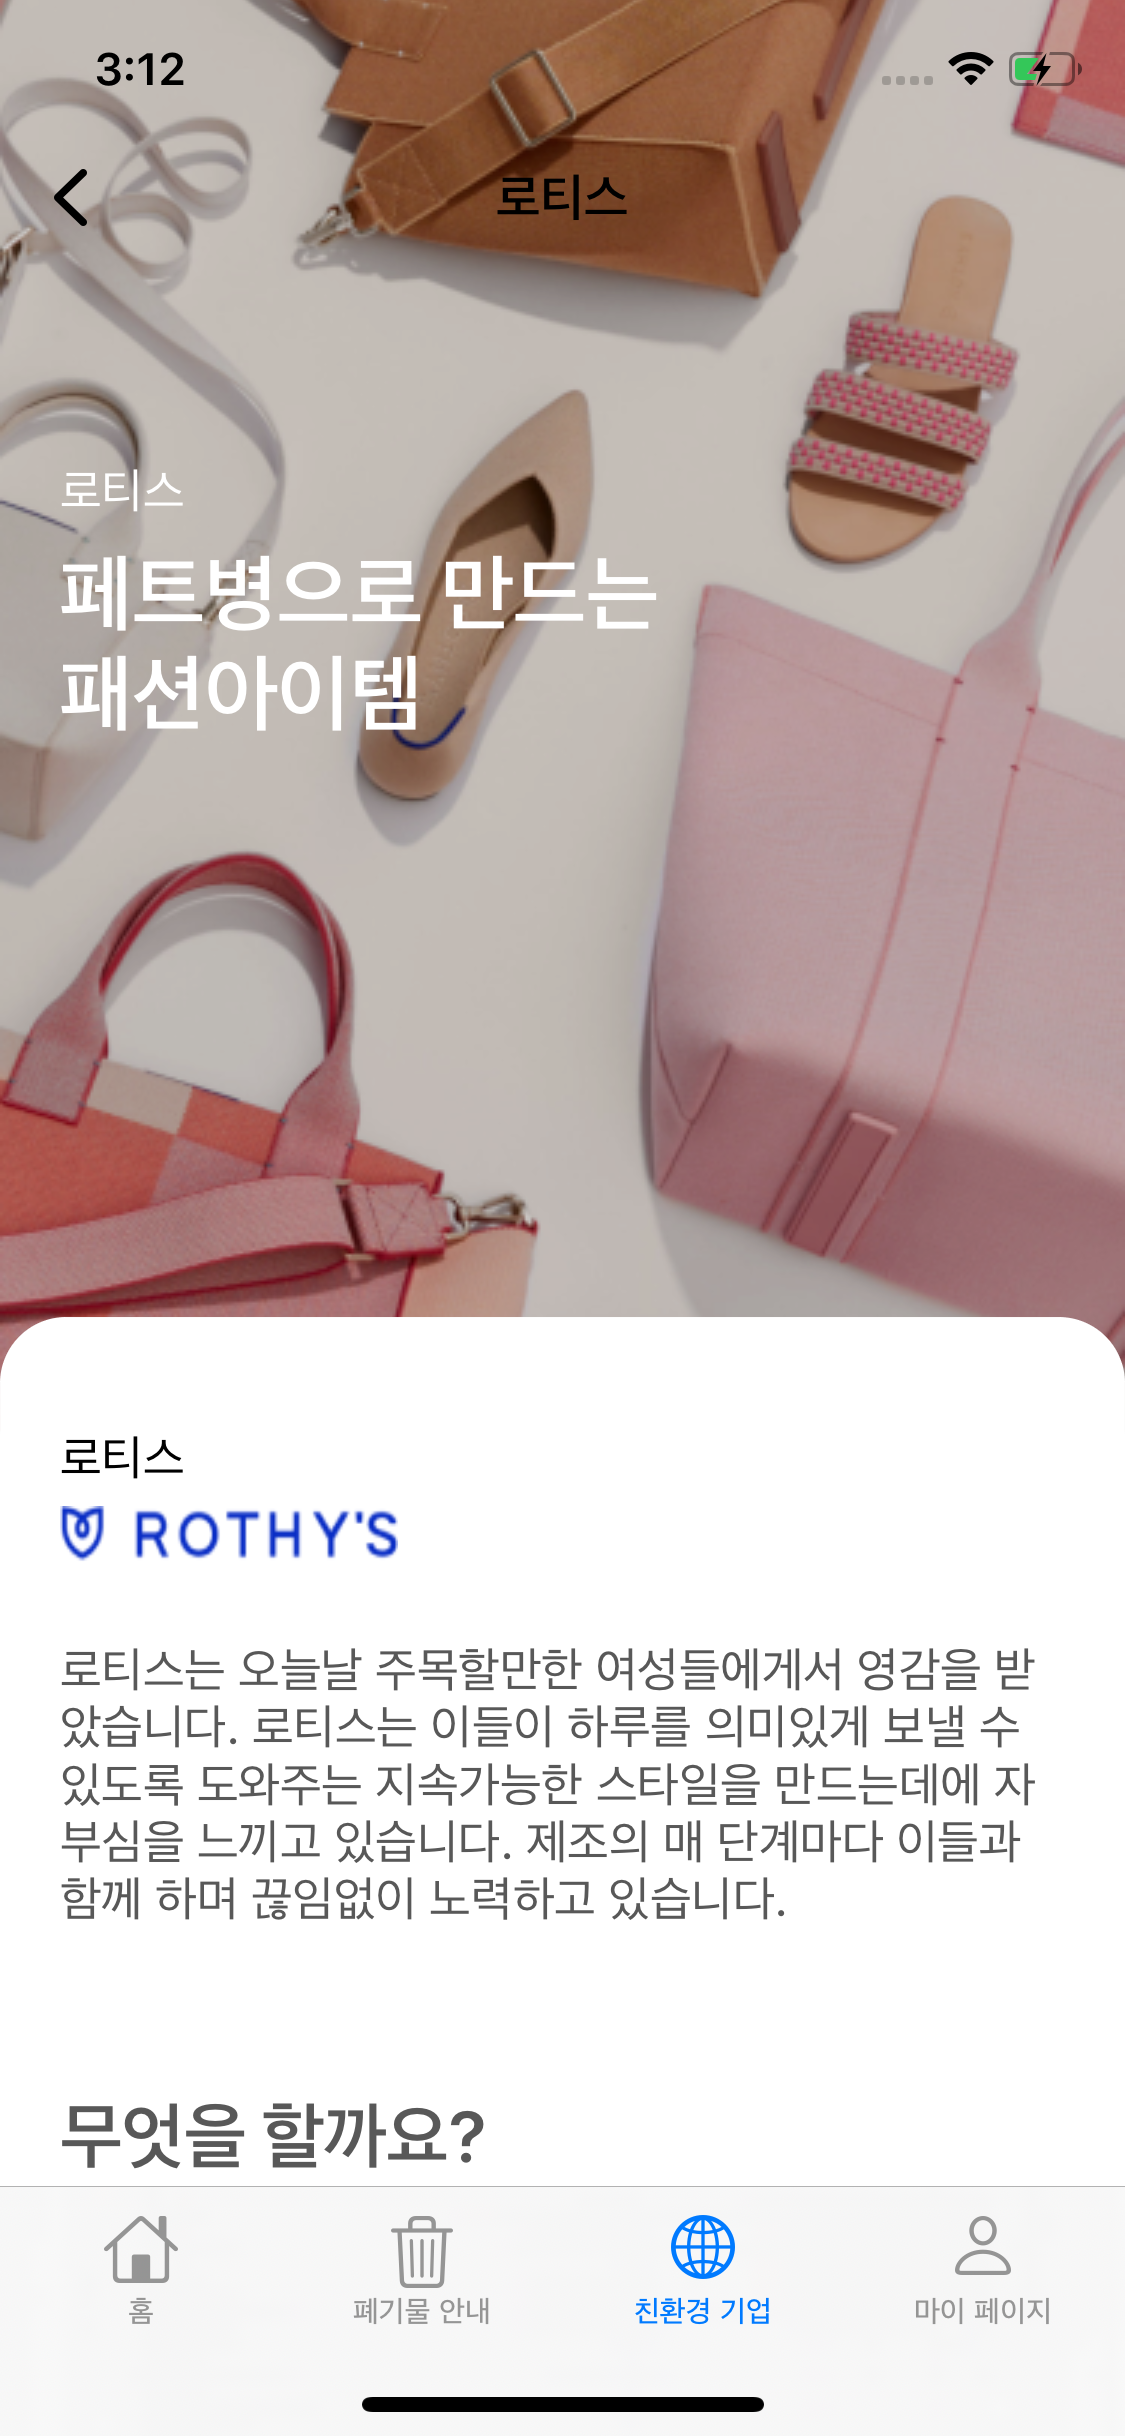 3:12
로티스
로티스
페트병으로 만드는
패션아이템
로티스
ROTHY'S
로티스는 오늘날 주목할만한 여성들에게서 영감을 받
았습니다. 로티스는 이들이 하루를 의미있게 보낼 수
있도록 도와주는 지속가능한 스타일을 만드는데에 자
부심을 느끼고 있습니다. 제조의 매 단계마다 이들과
함께 하며 끊임없이 노력하고 있습니다.
무엇을 할까요?
홈
폐기물 안내
친환경 기업
마이 페이지